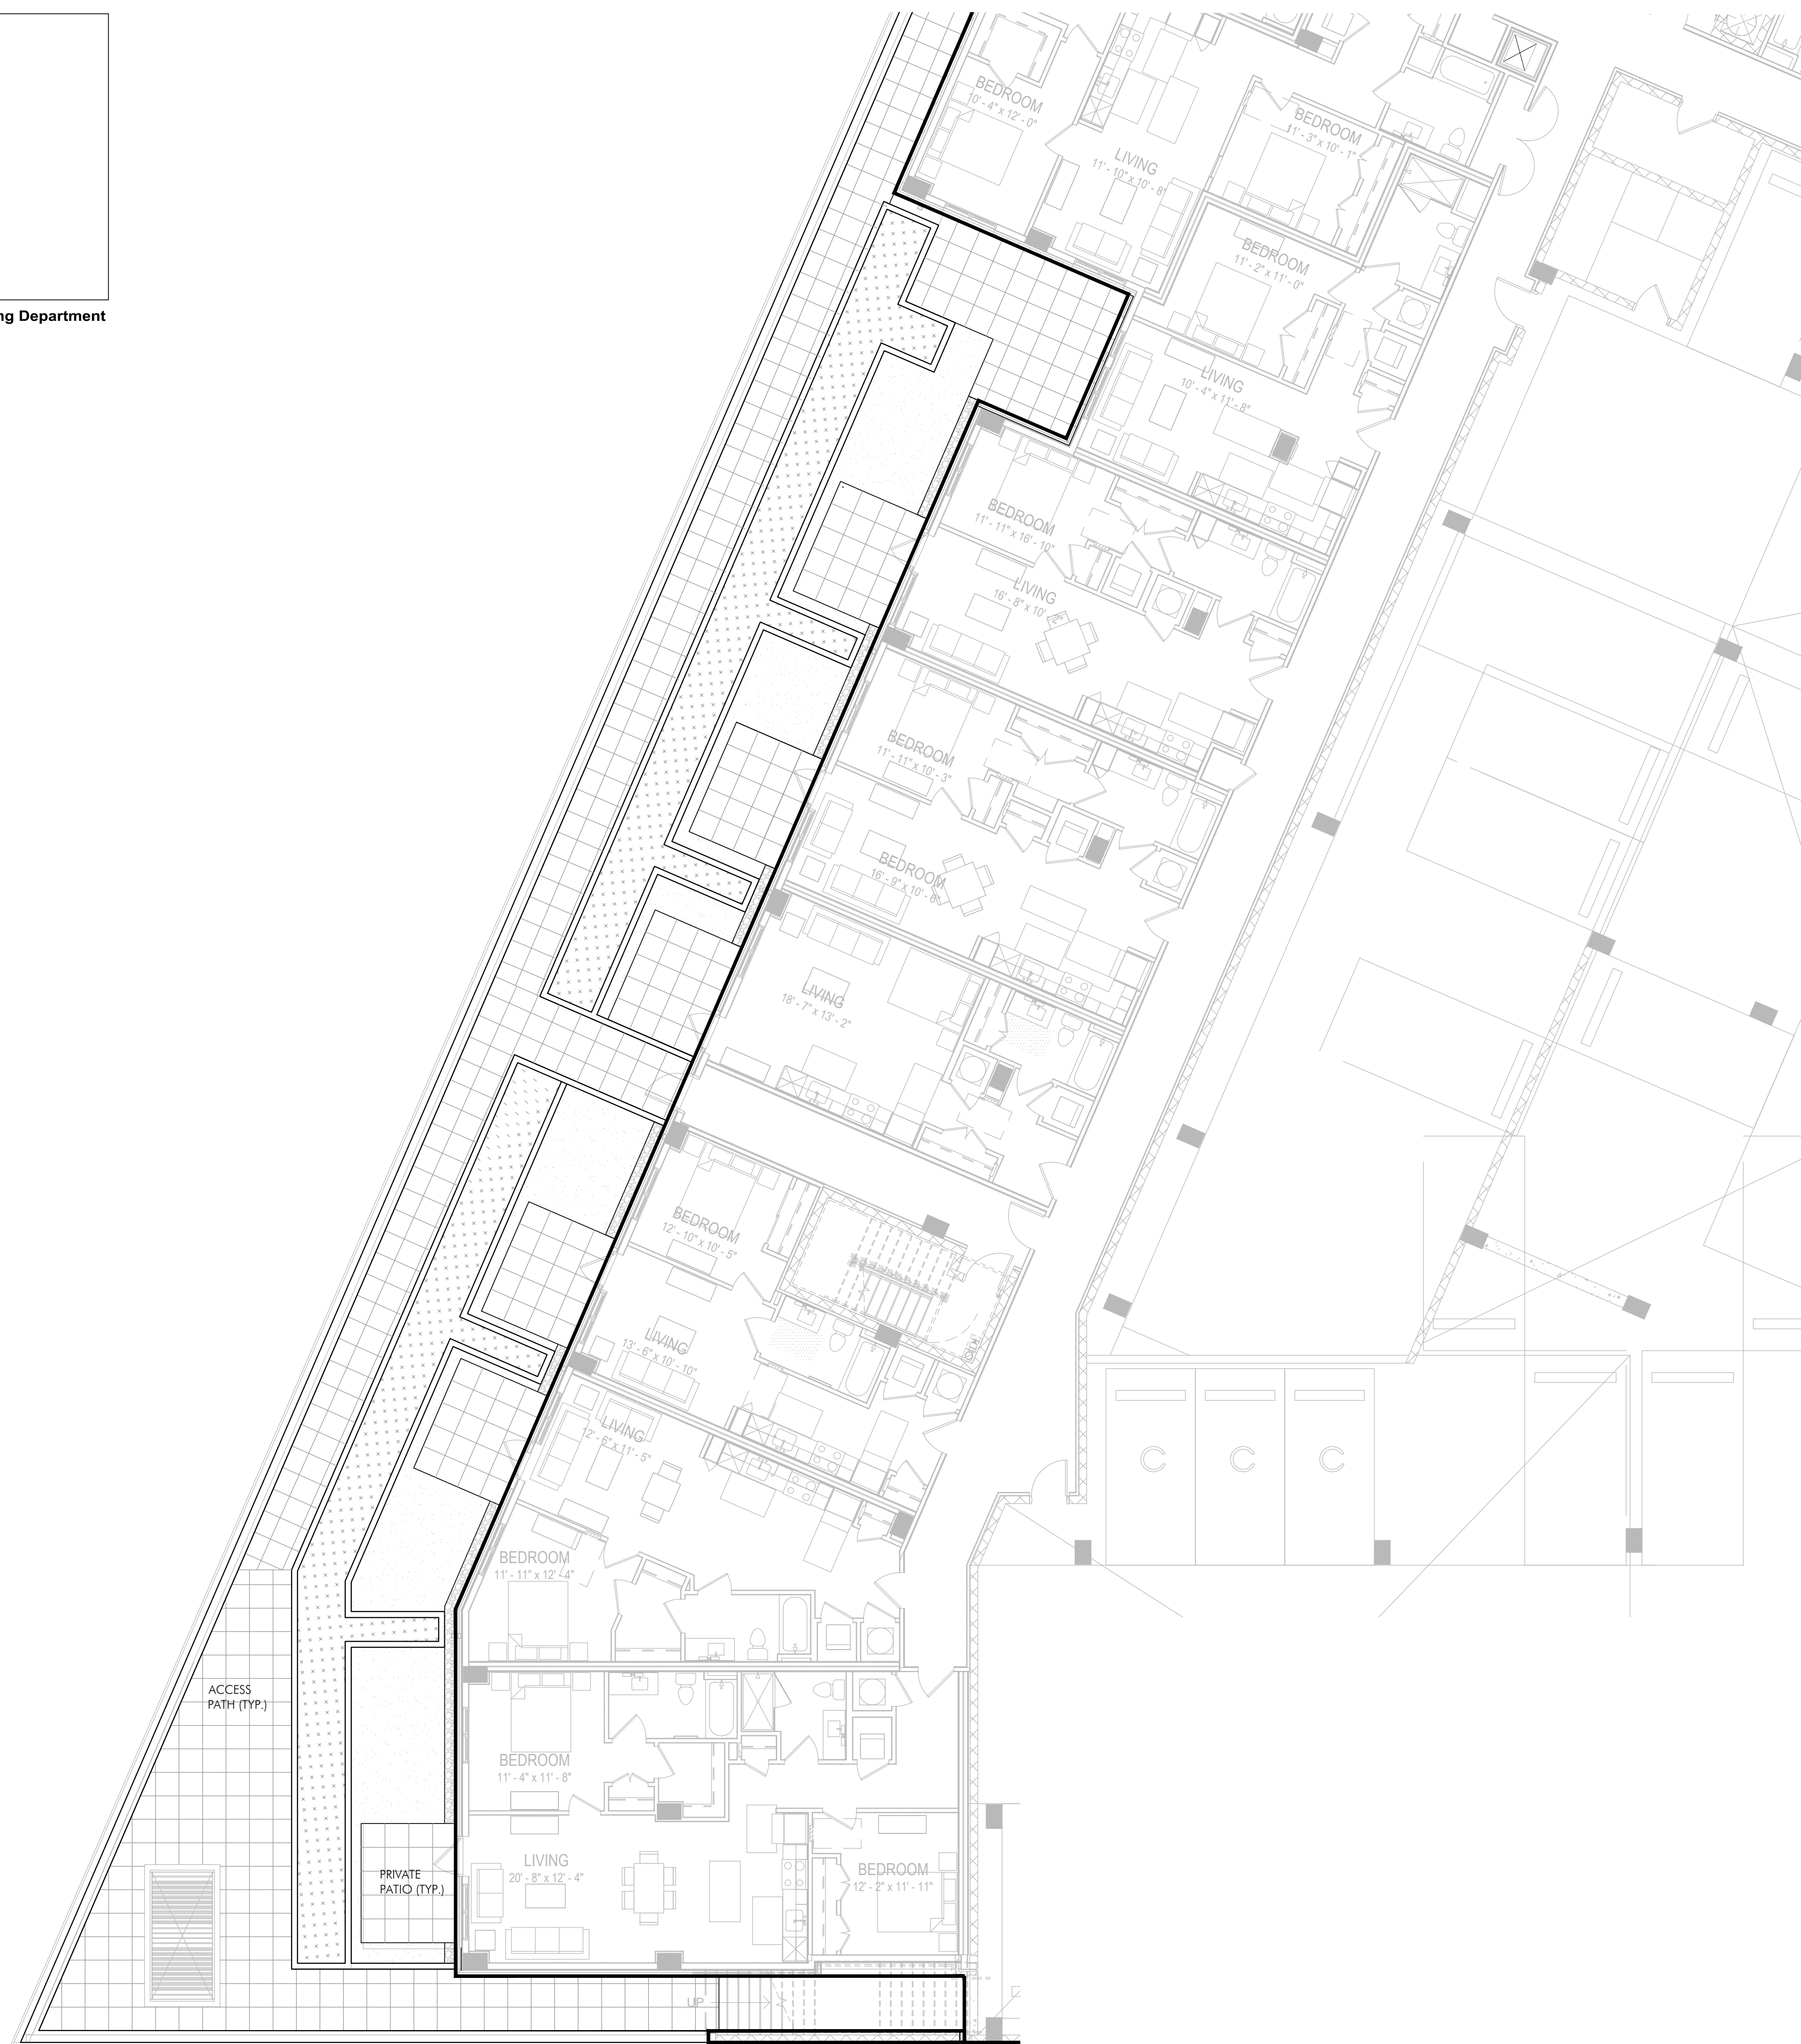 ng Department
BEDROOM
10' - 4" x 12' - 0"
LIVING
11' - 10" x 10' - 8"
BEDROOM
11' - 3" x 10' - 1"
BEDROOM
11' - 2" x 11' - 0"
LIVING
10' - 4" x 11' - 8"
BEDROOM
11' - 11" x 16' - 10"
LIVING
16' - 8" x 10' - 2"
BEDROOM
11' - 11" x 10' - 3"
BEDROOM
16' - 9" x 10' - 8"
LIVING
18' - 7" x 13' - 2"
BEDROOM
12' - 10" x 10' - 5"
LIVING
13' - 6" x 10' - 10"
LIVING
12' - 6" x 11' - 5"
BEDROOM
11' - 11" x 12' - 4"
ACCESS
PATH (TYP.)
BEDROOM
11' - 4" x 11' - 8"
PRIVATE
PATIO (TYP.)
LIVING
20' - 8" x 12' - 4"
BEDROOM
12' - 2" x 11' - 11"
UP